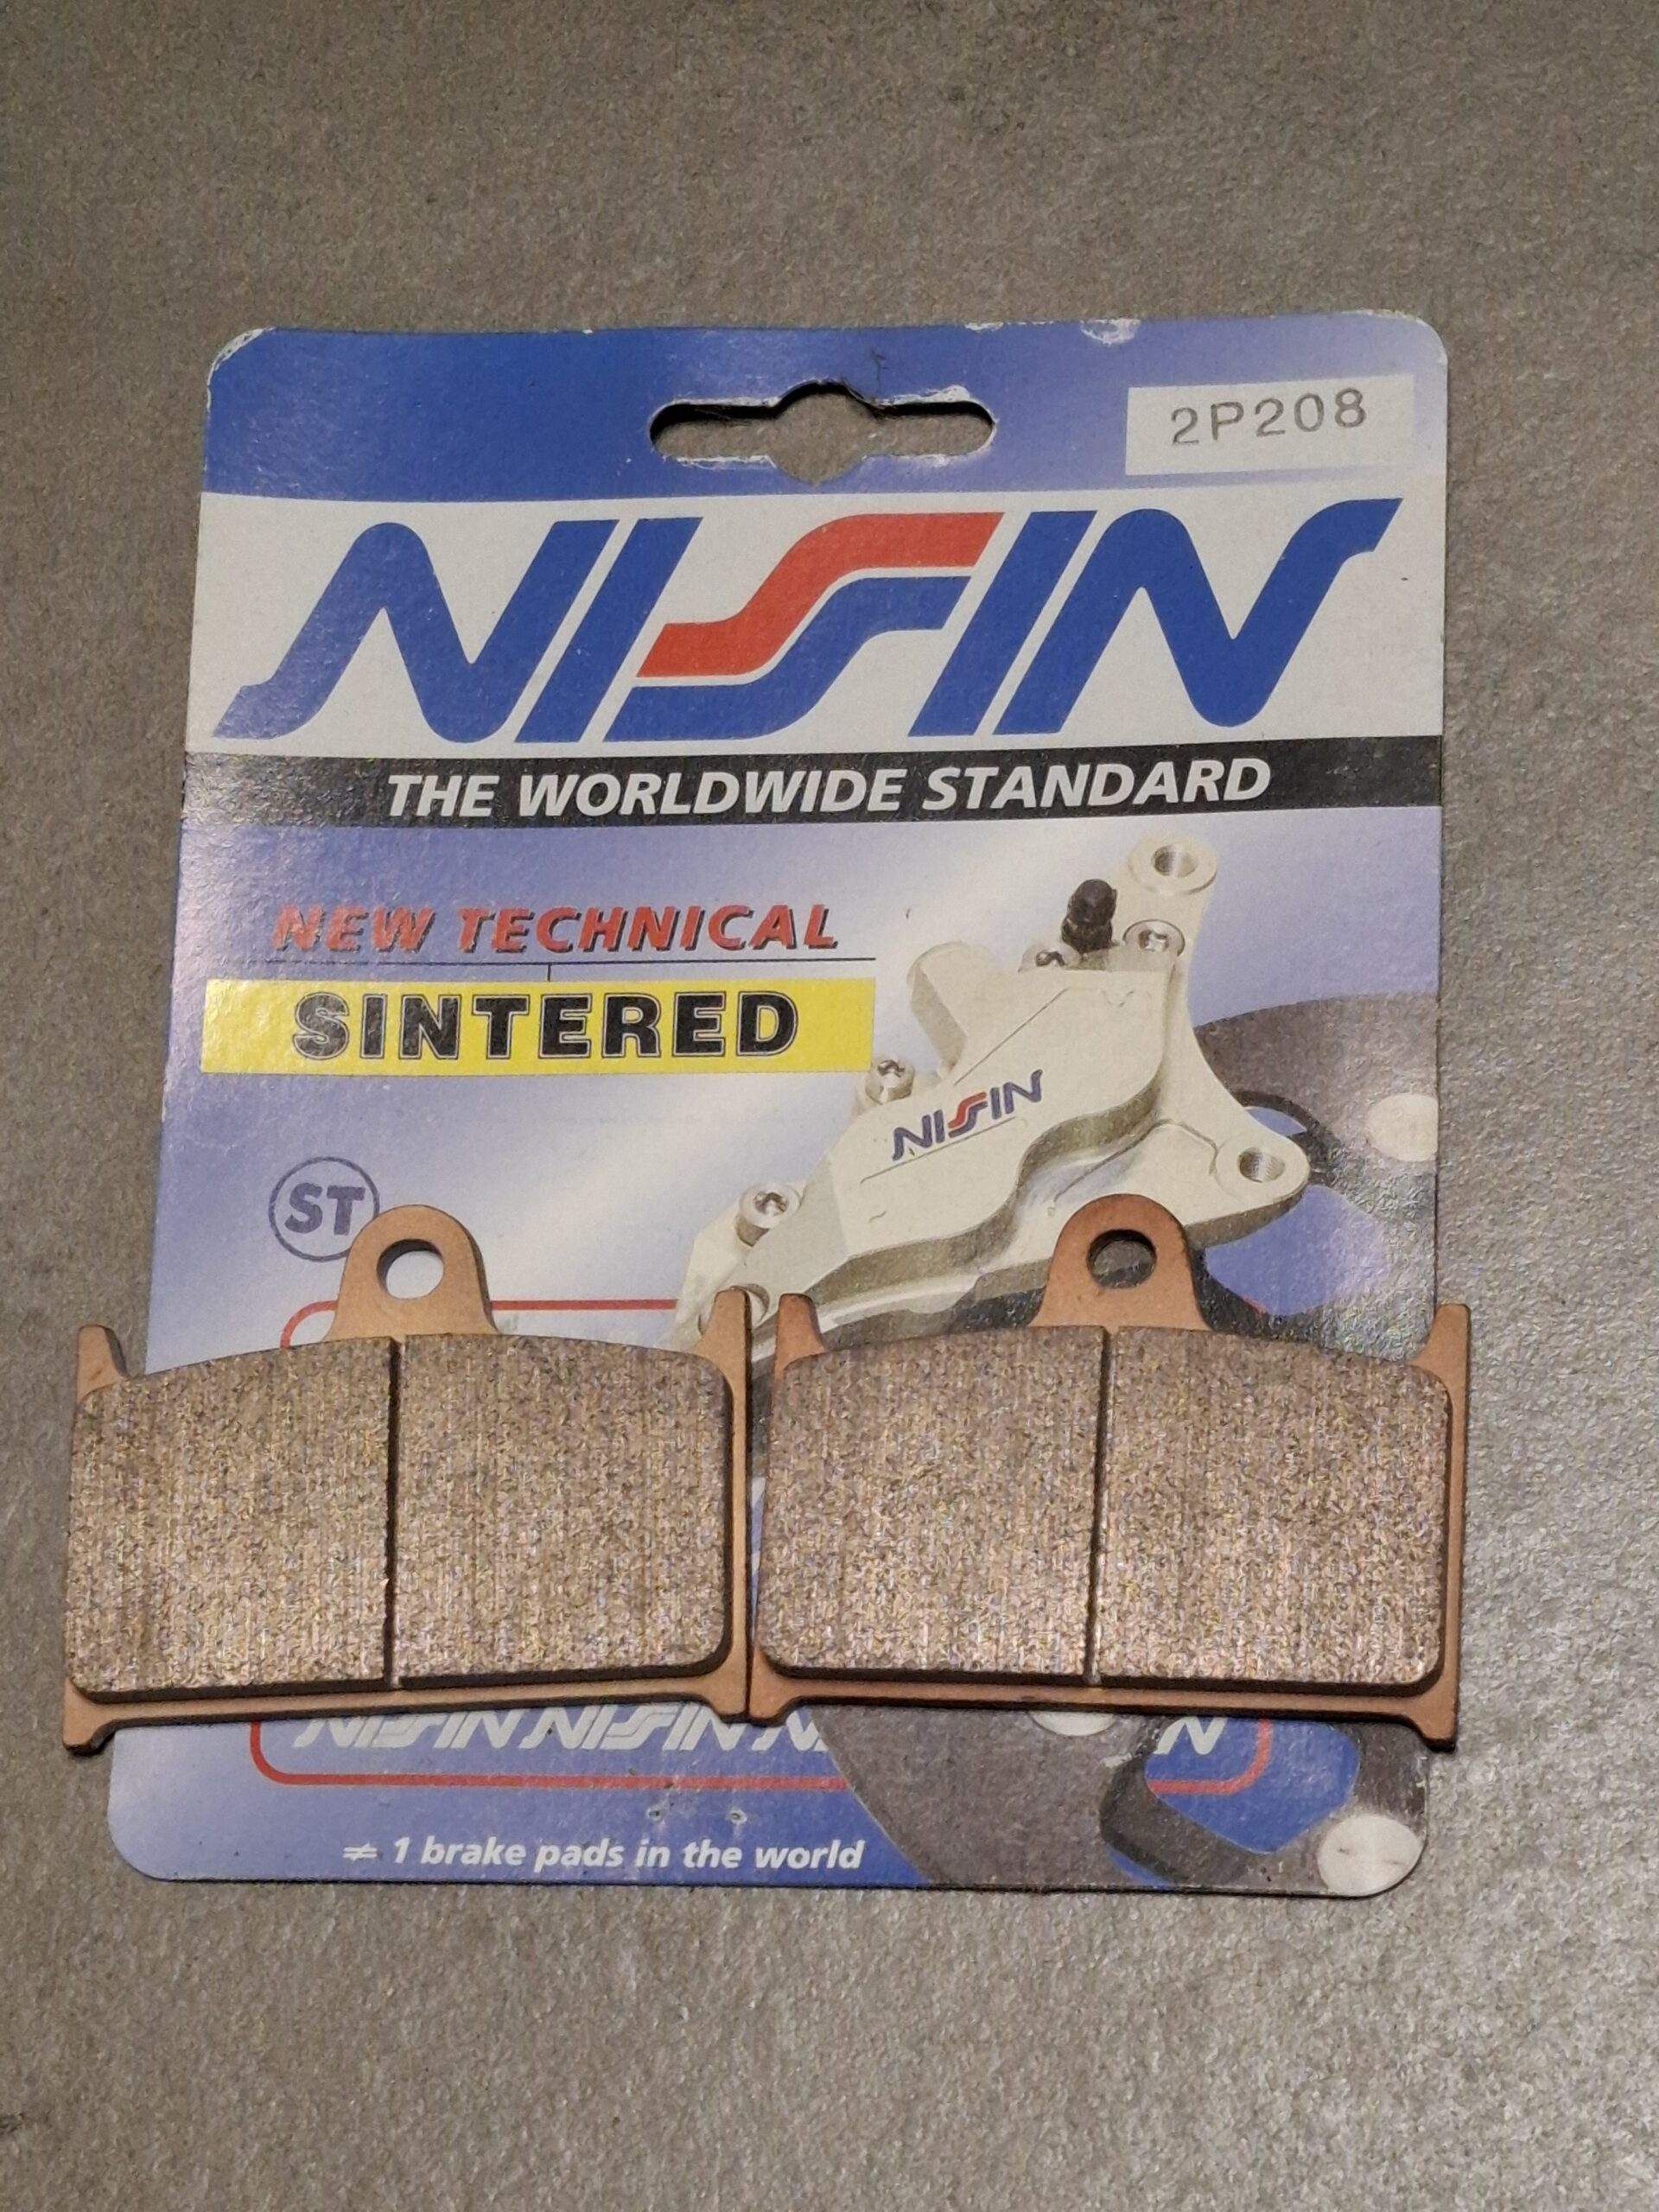 2P208
NISSIN
THE WORLDWIDE STANDARD
NEW TECHNICAL
SINTERED
NISSIN
ST
NISSIN NISSIN
≠ 1 brake pads in the world